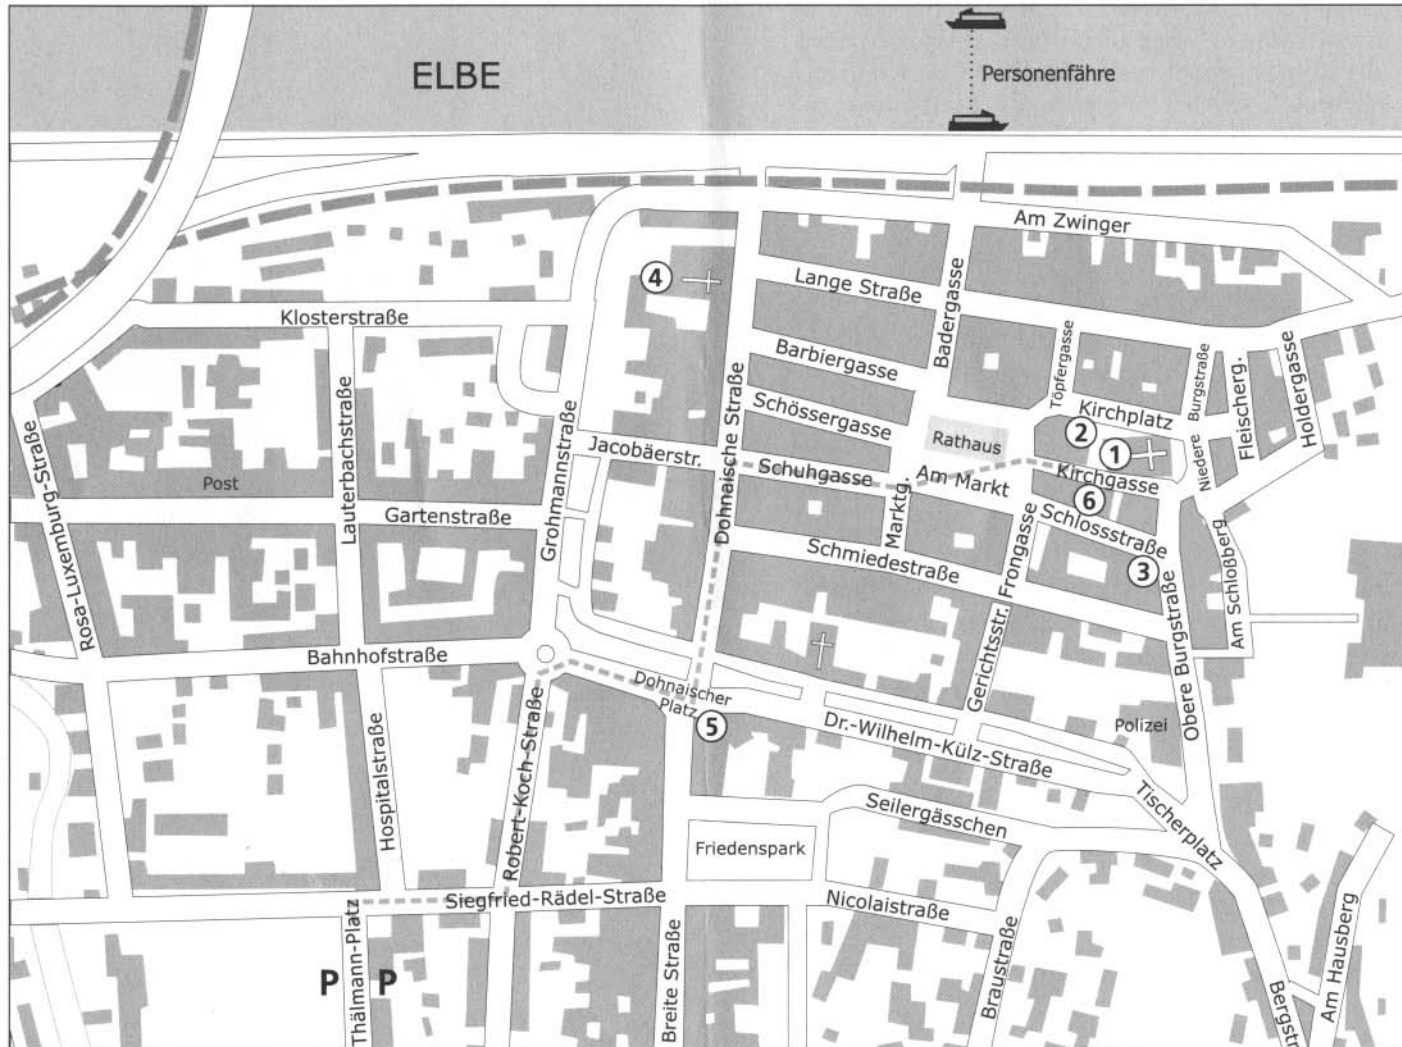 ELBE
Personenfähre
Am Zwinger
4
Lange Straße
Klosterstraße
Badergasse
Barbiergasse
Töpfergasse
Niedere Burgstraße
Fleischerg.
Holdergasse
Kirchplatz
Schössergasse
Dohnaische Straße
Lauterbachstraße
Grohmannstraße
Rosa-Luxemburg-Straße
2
Rathaus
1
Jacobäerstr.
Schuhgasse
Am Markt
Kirchgasse
Post
6
Marktg.
Gartenstraße
Schlossstraße
Frongasse
Schmiedestraße
3
Am Schloßberg
Obere Burgstraße
Bahnhofstraße
Gerichtsstr.
Dohnaischer
Platz
5
Dr.-Wilhelm-Külz-Straße
Polizei
Hospitalstraße
Robert-Koch-Straße
Tischerplatz
Seilergässchen
Friedenspark
Siegfried-Rädel-Straße
Nicolaistraße
Thälmann-Platz
P P
Breite Straße
Braustraße
Am Hausberg
Bergstr